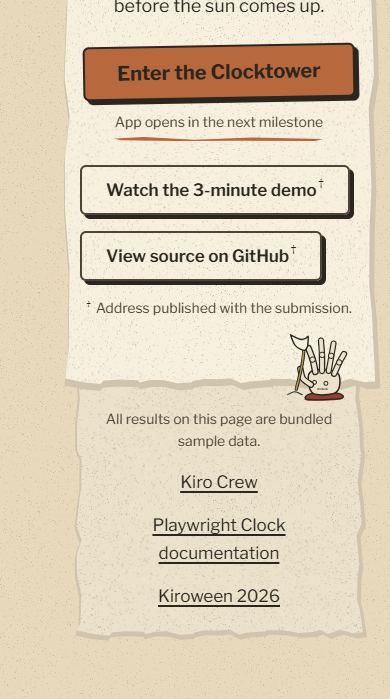 before the sun comes up.
Enter the Clocktower
App opens in the next milestone
Watch the 3-minute demo†
View source on GitHub†
† Address published with the submission.
All results on this page are bundled
sample data.
Kiro Crew
Playwright Clock
documentation
Kiroween 2026